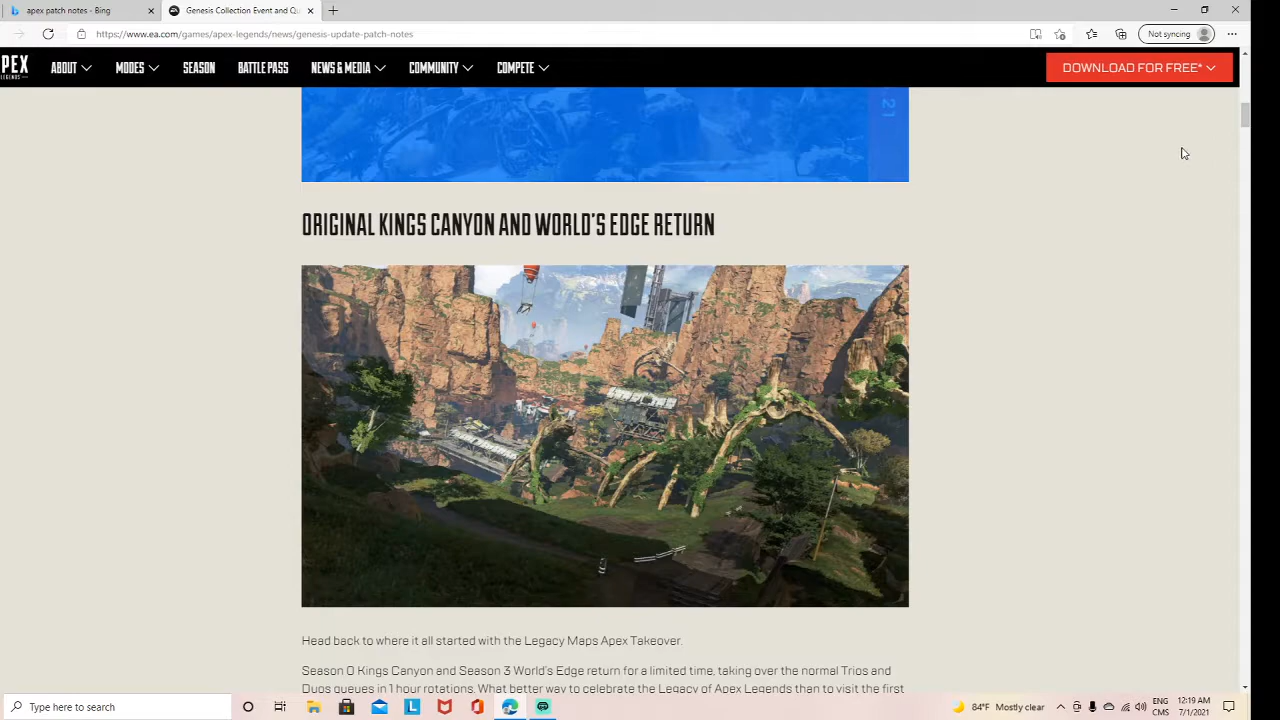 apex patch notes - Bing
Genesis Collection Event and Qu
https://www.ea.com/games/apex-legends/news/genesis-update-patch-notes
Not syncing
PEX
LEGENDS
ABOUT
MODES
SEASON
BATTLE PASS
NEWS & MEDIA
COMMUNITY
COMPETE
DOWNLOAD FOR FREE*
21
ORIGINAL KINGS CANYON AND WORLD'S EDGE RETURN
Head back to where it all started with the Legacy Maps Apex Takeover.
Season 0 Kings Canyon and Season 3 World's Edge return for a limited time, taking over the normal Trios and
Duos queues in 1 hour rotations. What better way to celebrate the Legacy of Apex Legends than to visit the first
Type here to search
84°F Mostly clear
ENG
CMS
12:19 AM
7/1/2021